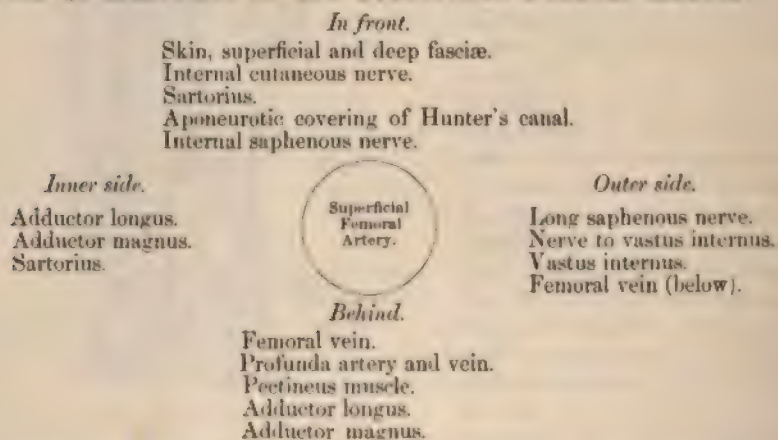 In front.
Skin, superficial and deep fasciæ.
Internal cutaneous nerve.
Sartorius.
Aponeurotic covering of Hunter's canal.
Internal saphenous nerve.
Inner side.
Adductor longus.
Adductor magnus.
Sartorius.
Superficial
Femoral
Artery.
Outer side.
Long saphenous nerve.
Nerve to vastus internus.
Vastus internus.
Femoral vein (below).
Behind.
Femoral vein.
Profunda artery and vein.
Pectineus muscle.
Adductor longus.
Adductor magnus.